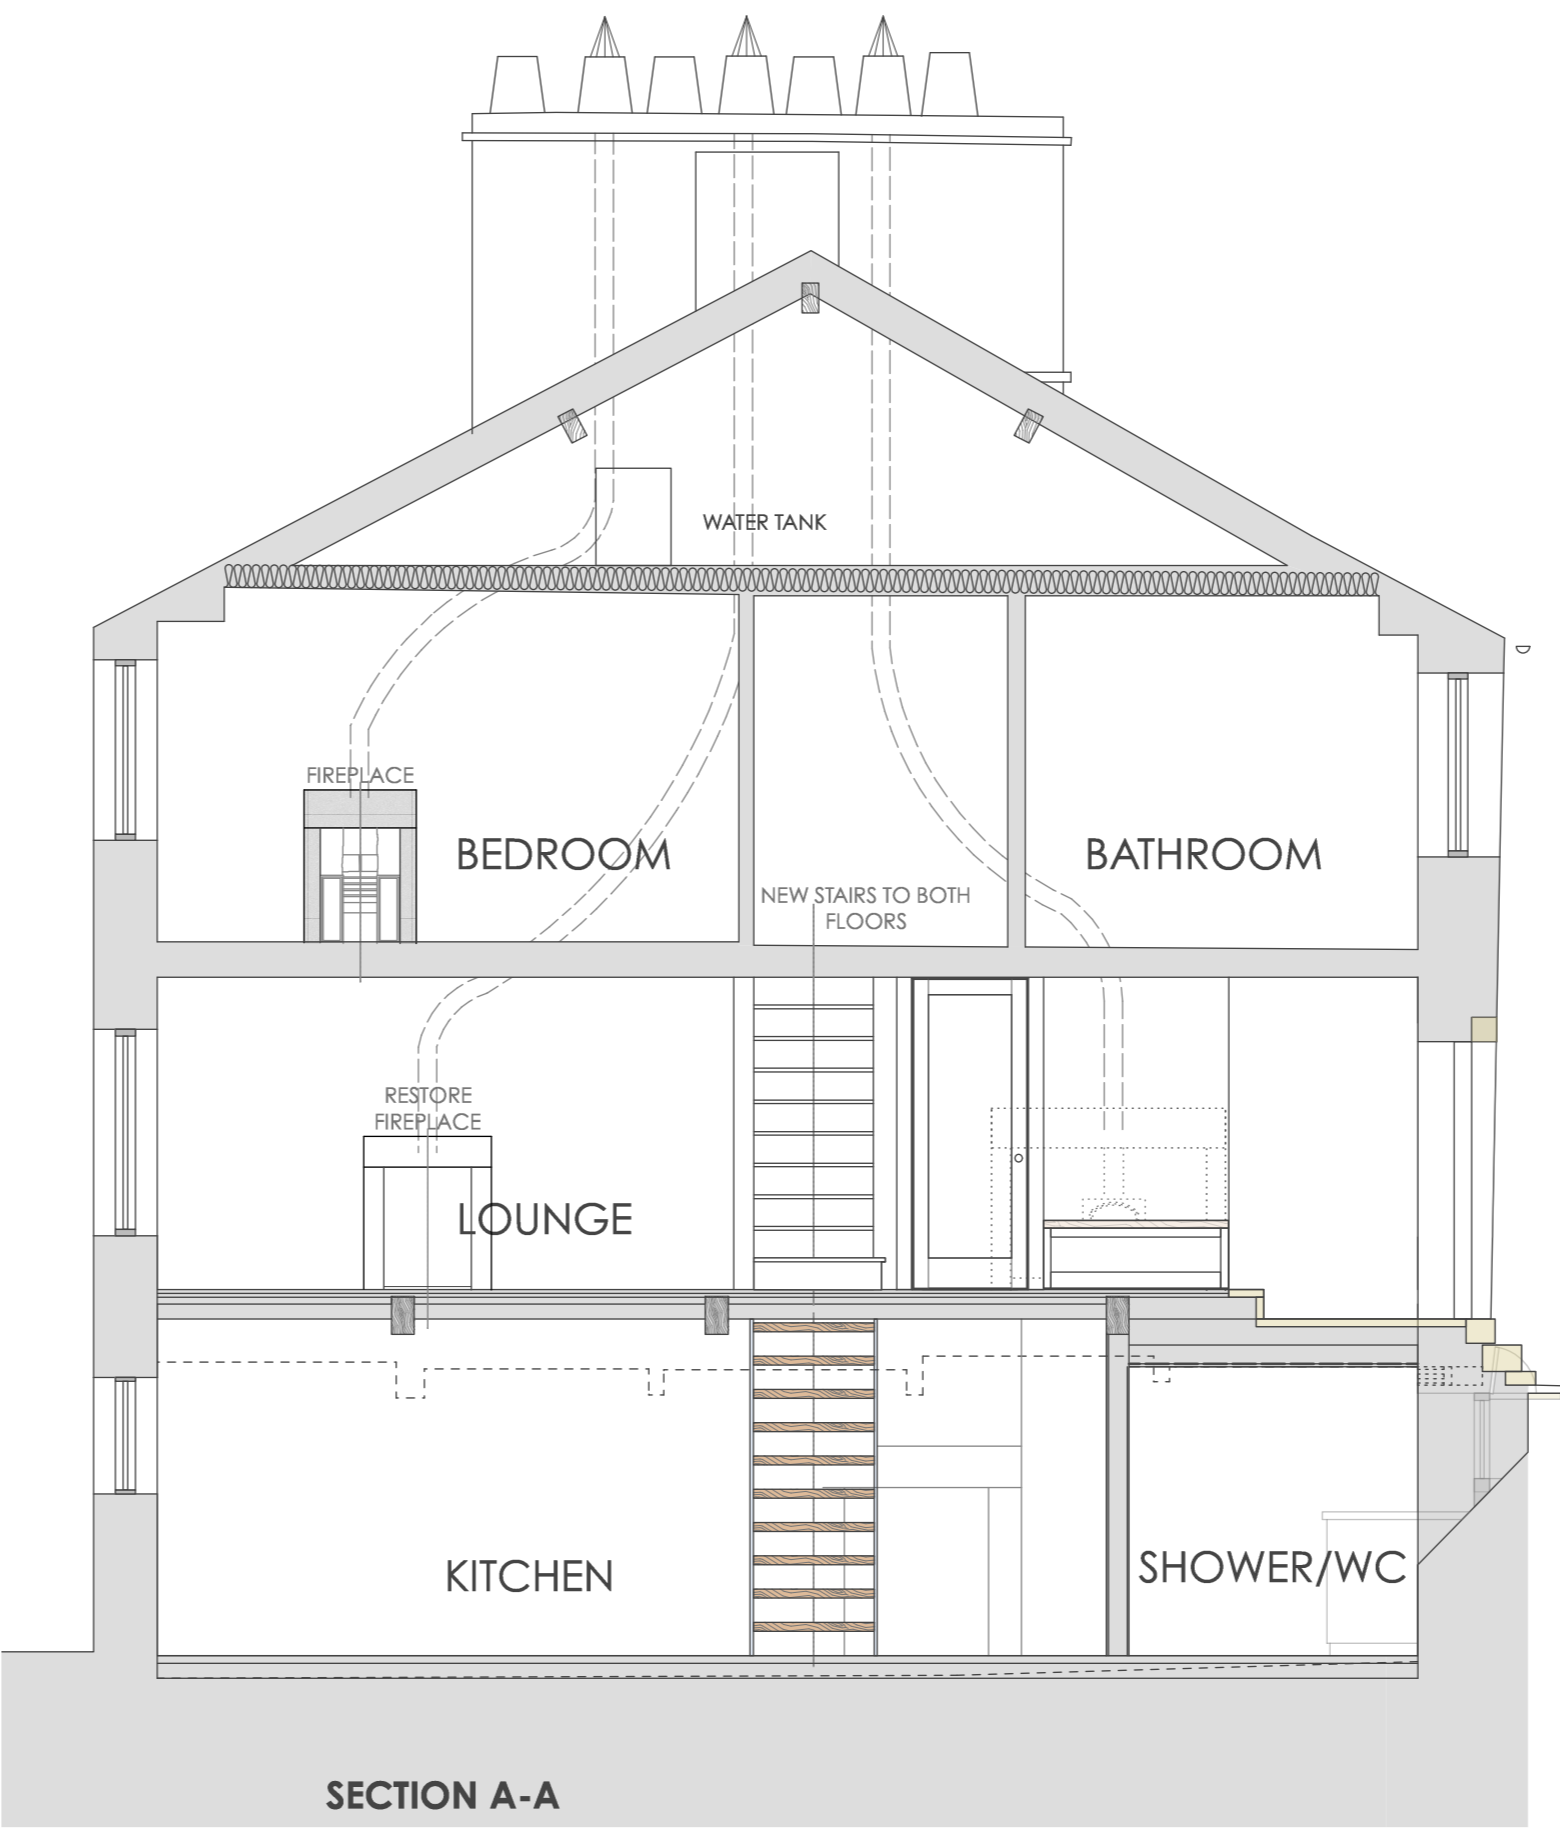 WATER TANK
FIREPLACE
BEDROOM
BATHROOM
NEW STAIRS TO BOTH
FLOORS
RESTORE
FIREPLACE
LOUNGE
KITCHEN
SHOWER/WC
SECTION A-A